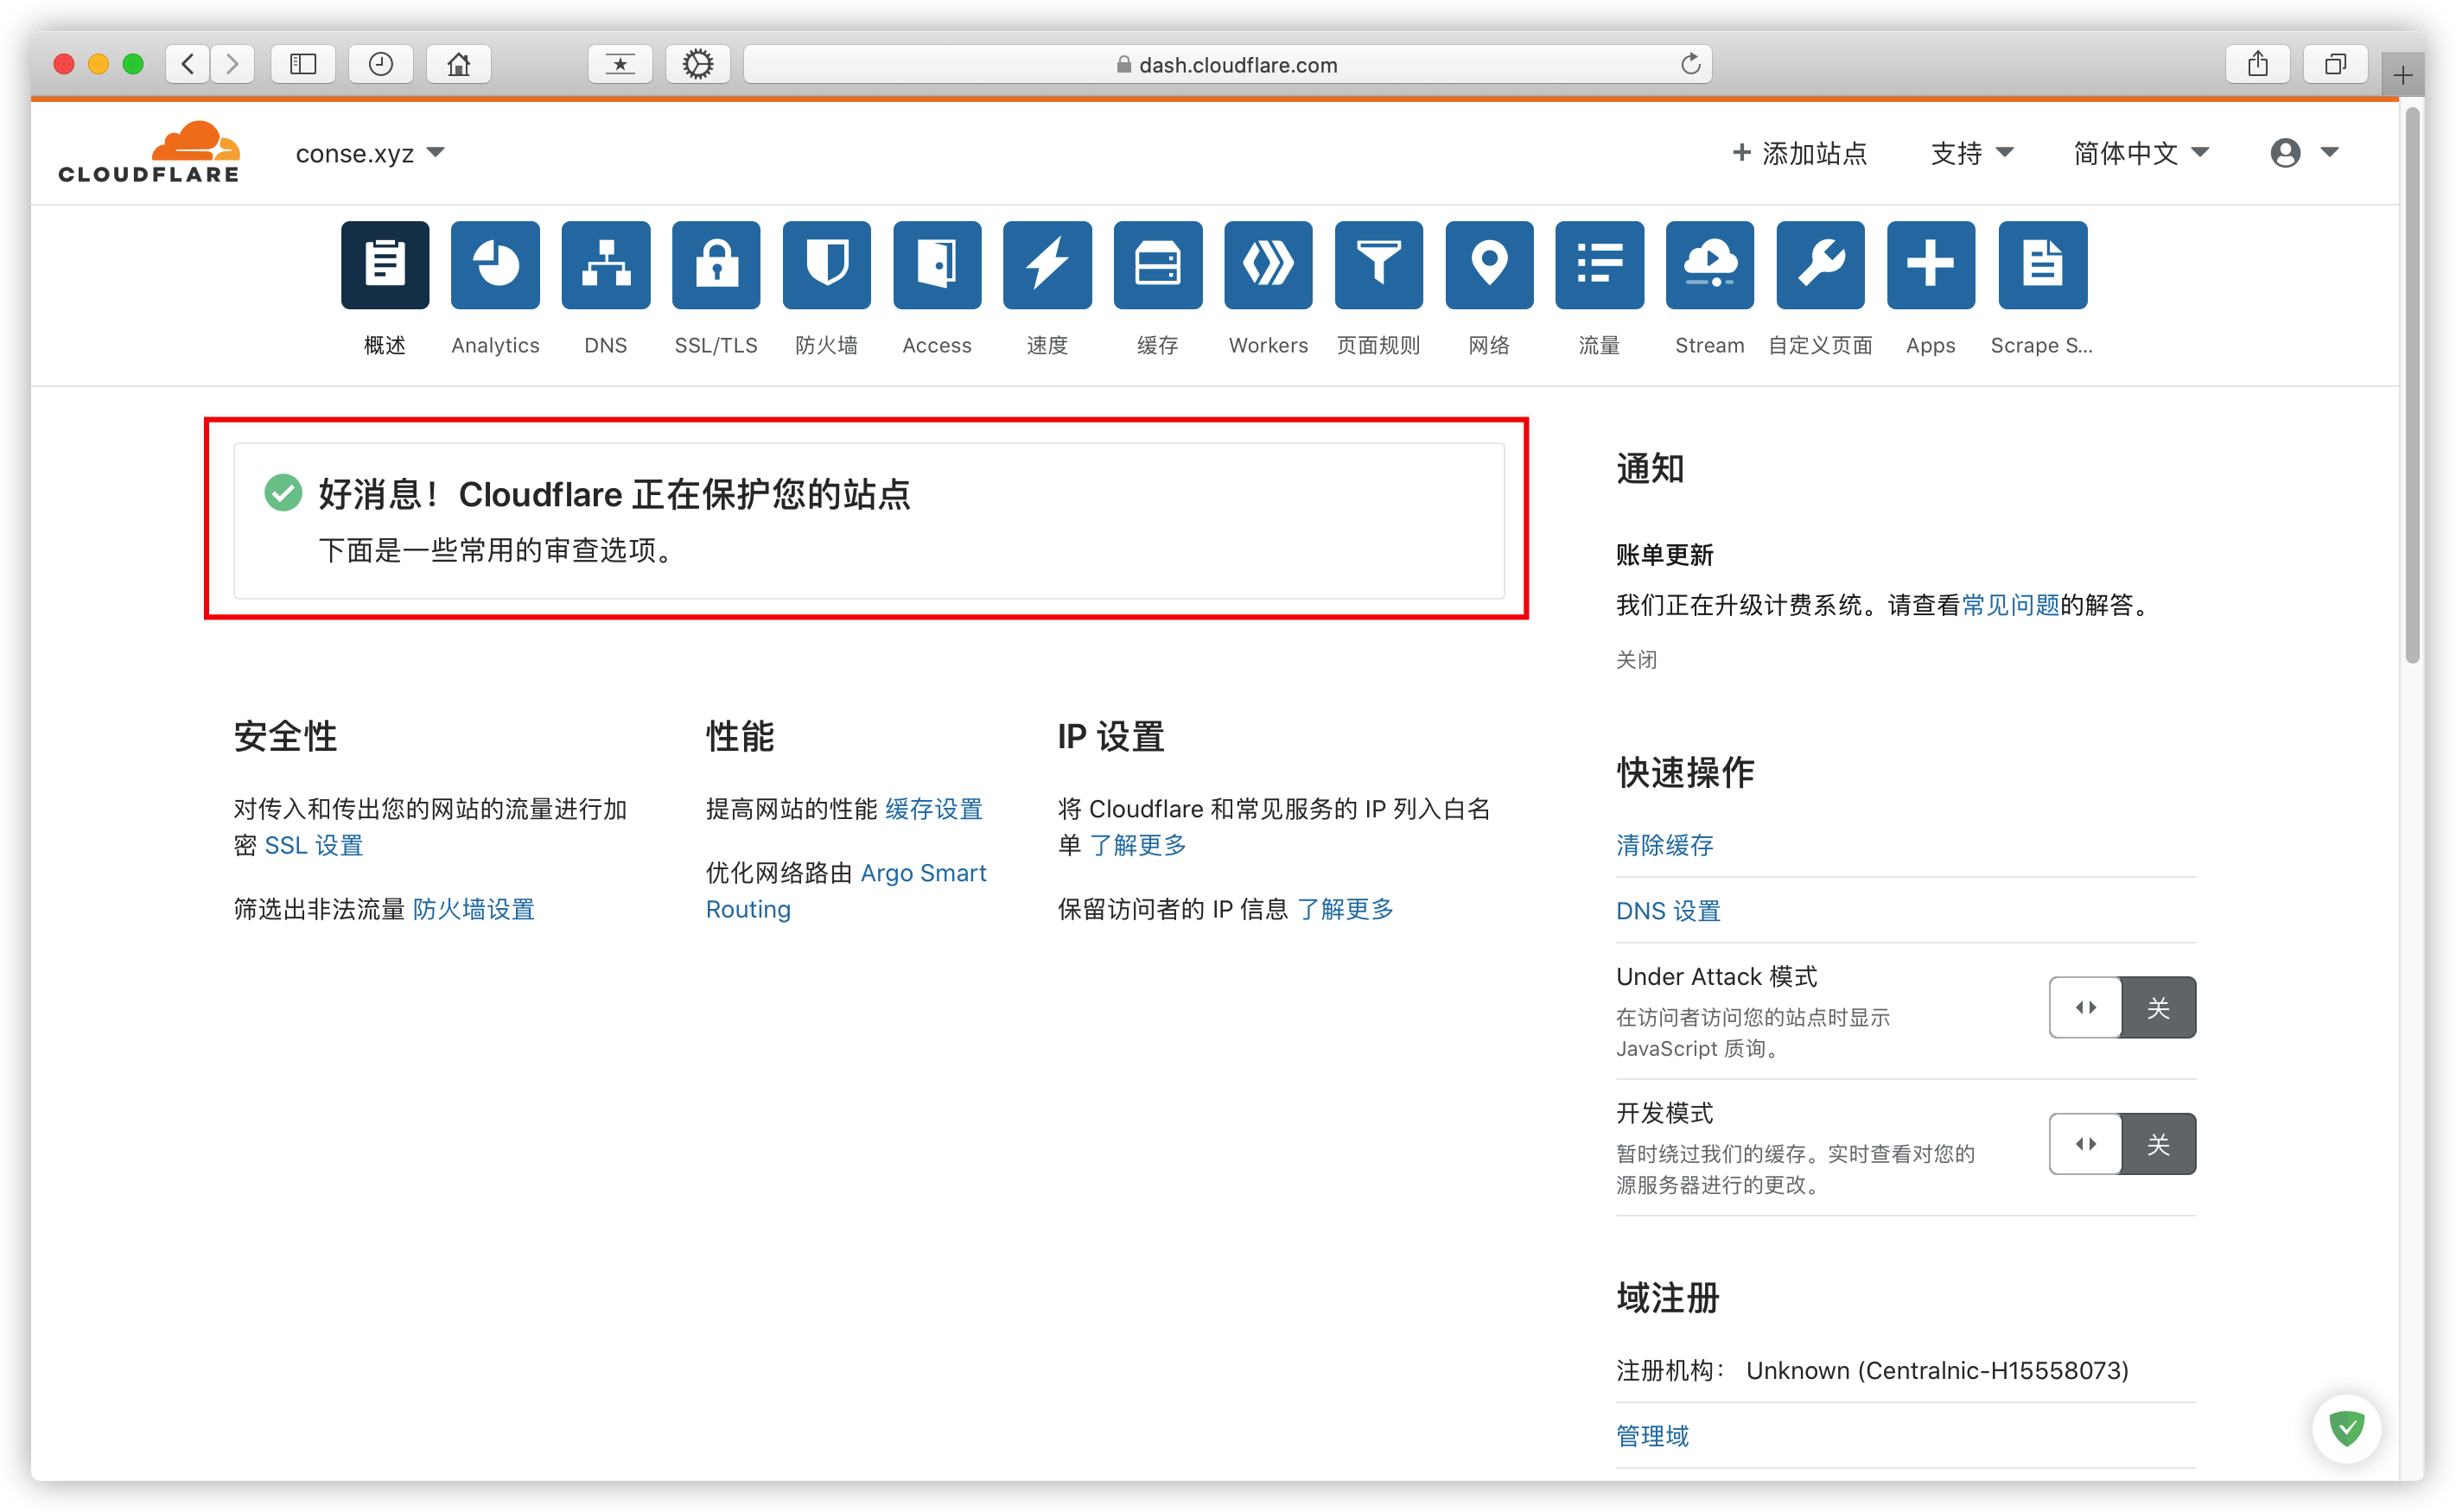 dash.cloudflare.com
CLOUDFLARE
conse.xyz
+ 添加站点
支持
简体中文
概述
Analytics
DNS
SSL/TLS
防火墙
Access
速度
缓存
Workers
页面规则
网络
流量
Stream
自定义页面
Apps
Scrape S...
好消息！Cloudflare 正在保护您的站点
下面是一些常用的审查选项。
安全性
对传入和传出您的网站的流量进行加
密 SSL 设置
筛选出非法流量 防火墙设置
性能
提高网站的性能 缓存设置
优化网络路由 Argo Smart
Routing
IP 设置
将 Cloudflare 和常见服务的 IP 列入白名
单 了解更多
保留访问者的 IP 信息 了解更多
通知
账单更新
我们正在升级计费系统。请查看常见问题的解答。
关闭
快速操作
清除缓存
DNS 设置
Under Attack 模式
在访问者访问您的站点时显示
JavaScript 质询。
关
开发模式
暂时绕过我们的缓存。实时查看对您的
源服务器进行的更改。
关
域注册
注册机构： Unknown (Centralnic-H15558073)
管理域